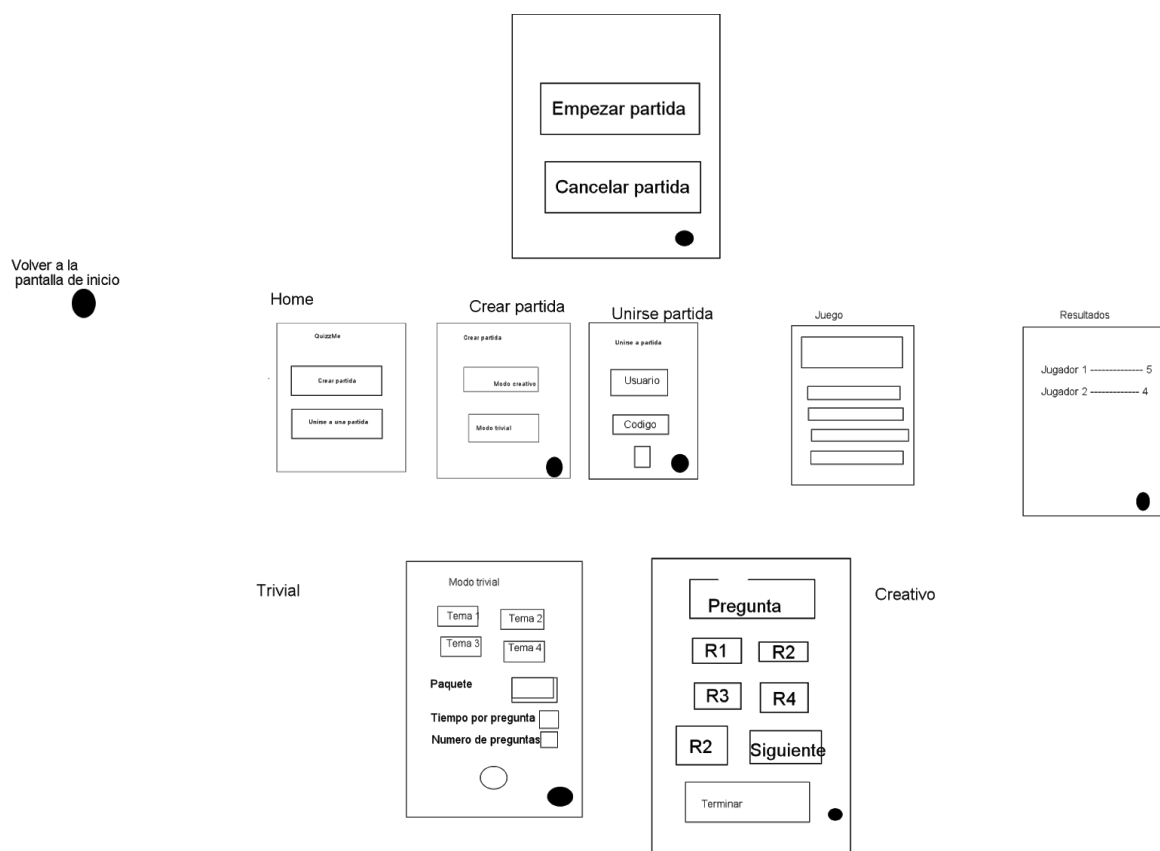 Empezar partida
Cancelar partida
Volver a la
pantalla de inicio
Home
Crear partida
Unirse partida
Juego
Resultados
QuizzMe
Crear partida
Unirse a una partida
Crear partida
Modo creativo
Modo trivial
Unirse a partida
Usuario
Codigo
Jugador 1 -------------- 5
Jugador 2 ------------- 4
Trivial
Modo trivial
Tema 1
Tema 2
Tema 3
Tema 4
Paquete
Tiempo por pregunta
Numero de preguntas
Creativo
Pregunta
R1
R2
R3
R4
R2
Siguiente
Terminar